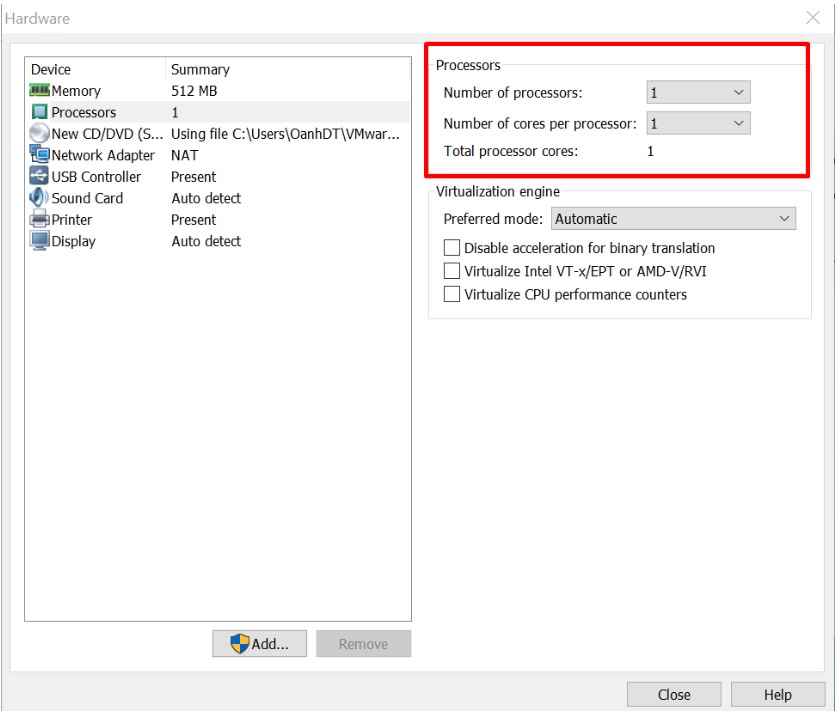 Hardware
Device Summary
Memory 512 MB
Processors 1
New CD/DVD (S... Using file C:\Users\OanhDT\VMwar...
Network Adapter NAT
USB Controller Present
Sound Card Auto detect
Printer Present
Display Auto detect
Add...
Remove
Processors
Number of processors: 1
Number of cores per processor: 1
Total processor cores: 1
Virtualization engine
Preferred mode: Automatic
Disable acceleration for binary translation
Virtualize Intel VT-x/EPT or AMD-V/RVI
Virtualize CPU performance counters
Close
Help